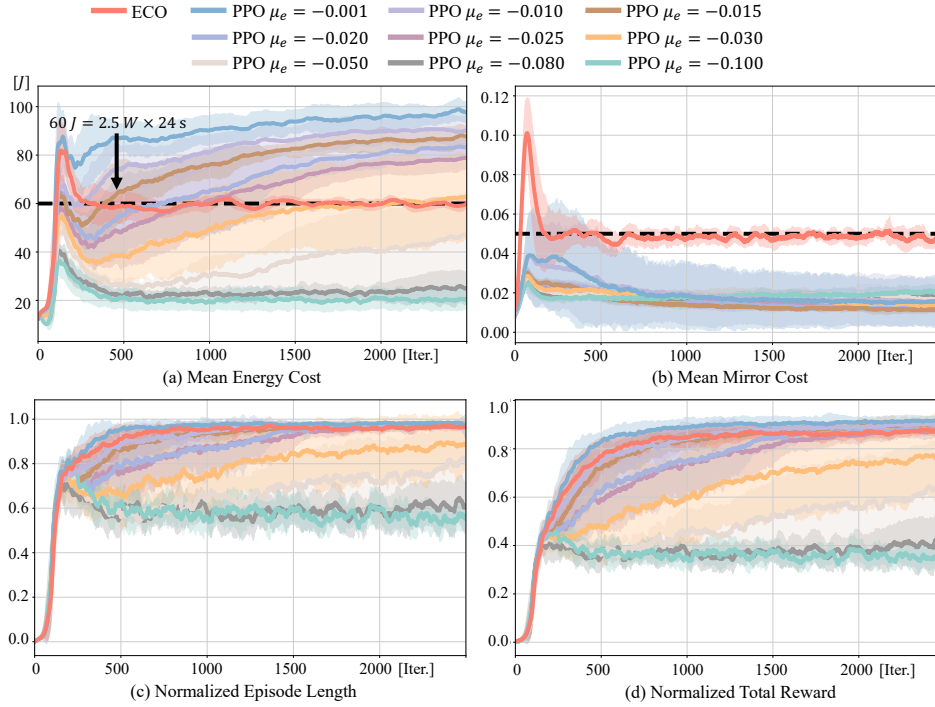 ECO PPO μₑ = −0.001 PPO μₑ = −0.010 PPO μₑ = −0.015
PPO μₑ = −0.020 PPO μₑ = −0.025 PPO μₑ = −0.030
PPO μₑ = −0.050 PPO μₑ = −0.080 PPO μₑ = −0.100
[J]
60 J = 2.5 W × 24 s
100
80
60
40
20
0 500 1000 1500 2000 [Iter.]
(a) Mean Energy Cost
0.12
0.10
0.08
0.06
0.04
0.02
0.00
0 500 1000 1500 2000 [Iter.]
(b) Mean Mirror Cost
1.0
0.8
0.6
0.4
0.2
0.0
0 500 1000 1500 2000 [Iter.]
(c) Normalized Episode Length
1.0
0.8
0.6
0.4
0.2
0.0
0 500 1000 1500 2000 [Iter.]
(d) Normalized Total Reward